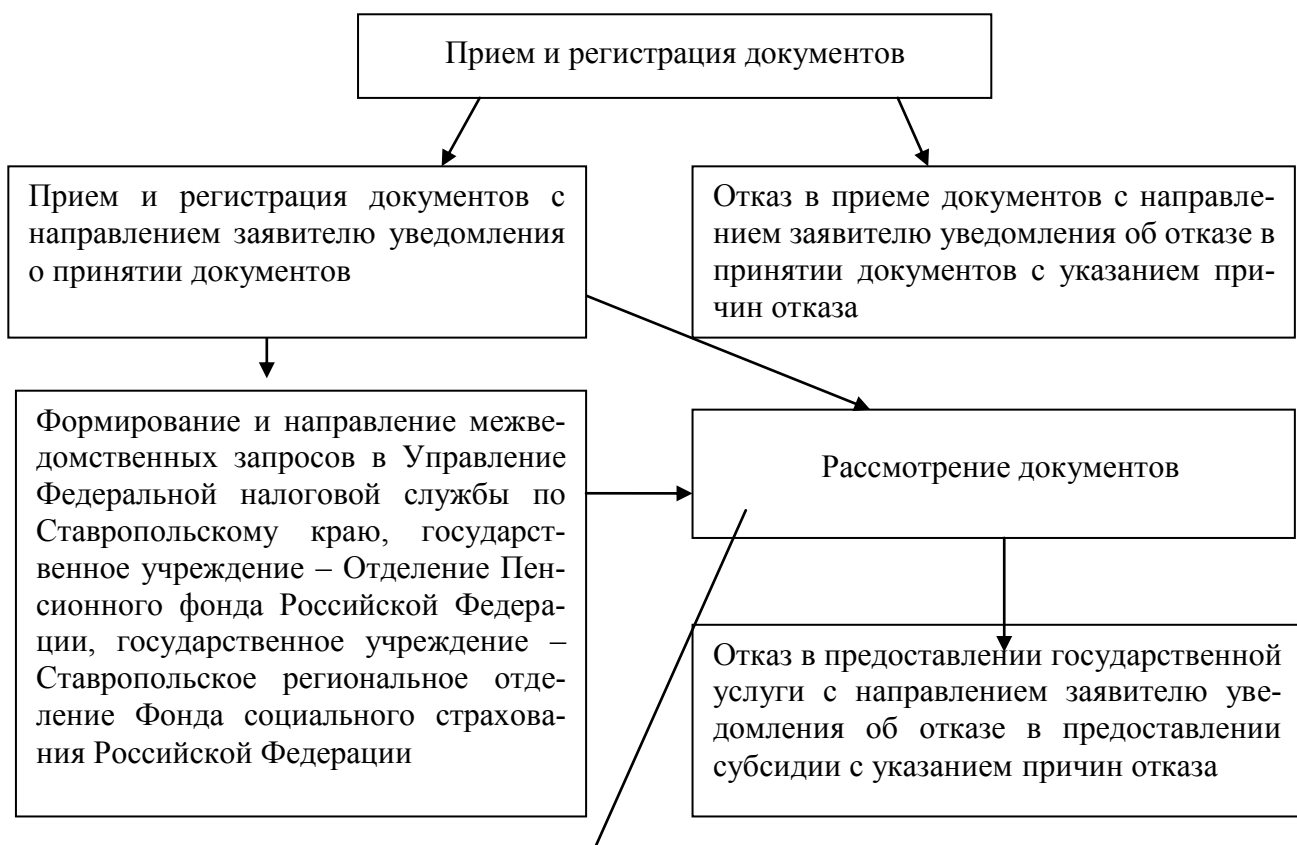 Прием и регистрация документов
Прием и регистрация документов с
направлением заявителю уведомления
о принятии документов
Отказ в приеме документов с направле-
нием заявителю уведомления об отказе в
принятии документов с указанием при-
чин отказа
Формирование и направление межве-
домственных запросов в Управление
Федеральной налоговой службы по
Ставропольскому краю, государст-
венное учреждение – Отделение Пен-
сионного фонда Российской Федера-
ции, государственное учреждение –
Ставропольское региональное отде-
ление Фонда социального страхова-
ния Российской Федерации
Рассмотрение документов
Отказ в предоставлении государственной
услуги с направлением заявителю уве-
домления об отказе в предоставлении
субсидии с указанием причин отказа